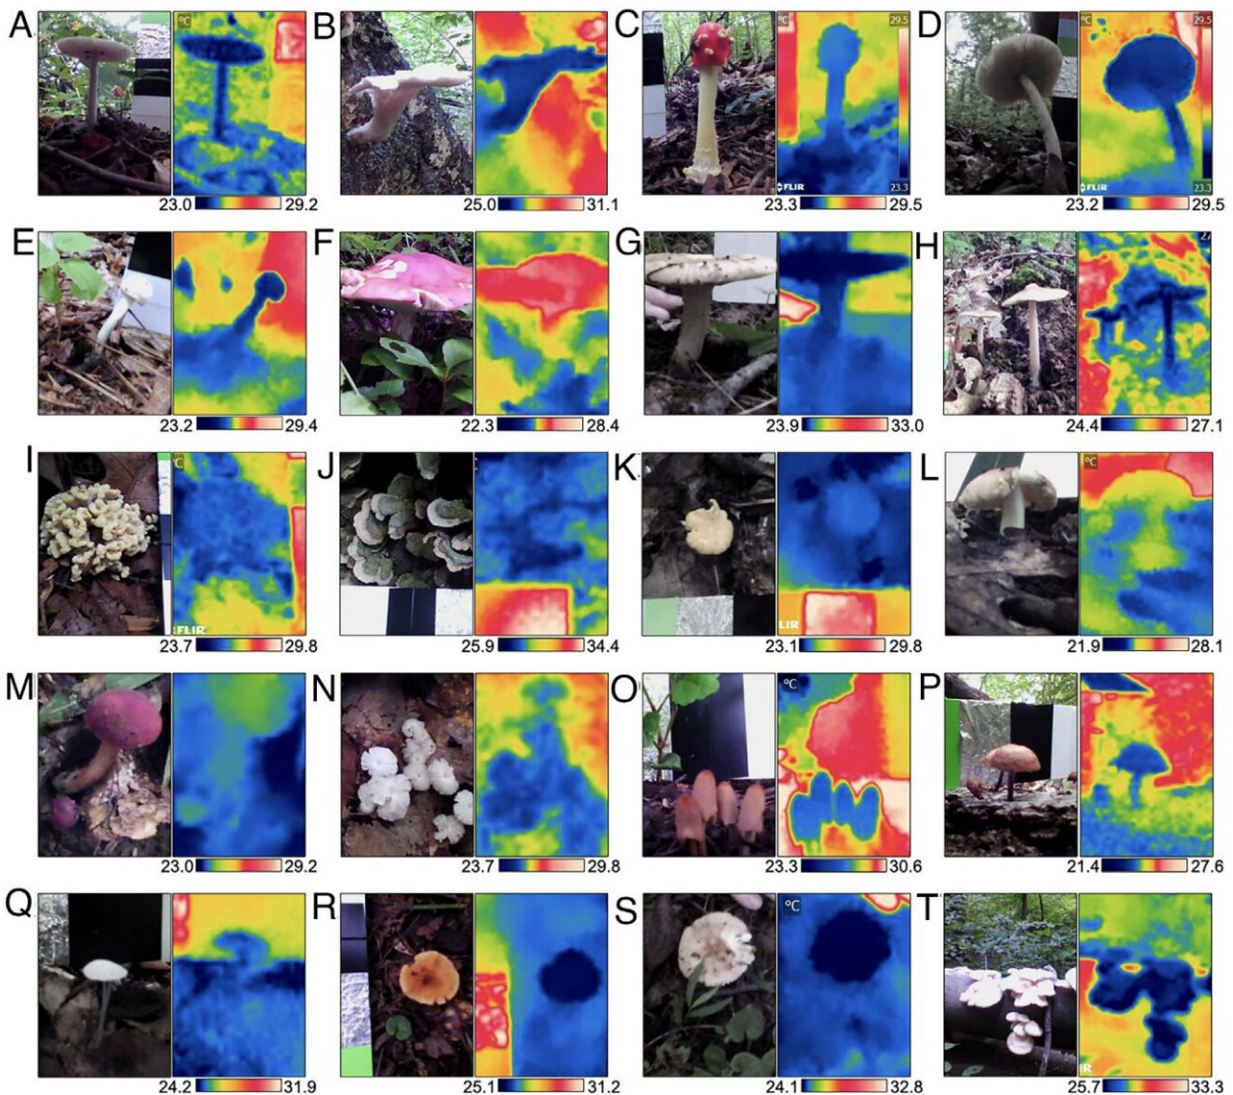 A B C D
°C °C 29.5 °C 29.5
FLIR 23.3 23.3
23.0 29.2 25.0 31.1 23.3 29.5 23.2 29.5
E F G H
27
23.2 29.4 22.3 28.4 23.9 33.0 24.4 27.1
I J K L
°C °C
FLIR LIR
23.7 29.8 25.9 34.4 23.1 29.8 21.9 28.1
M N O P
°C
23.0 29.2 23.7 29.8 23.3 30.6 21.4 27.6
Q R S T
°C
IR
24.2 31.9 25.1 31.2 24.1 32.8 25.7 33.3